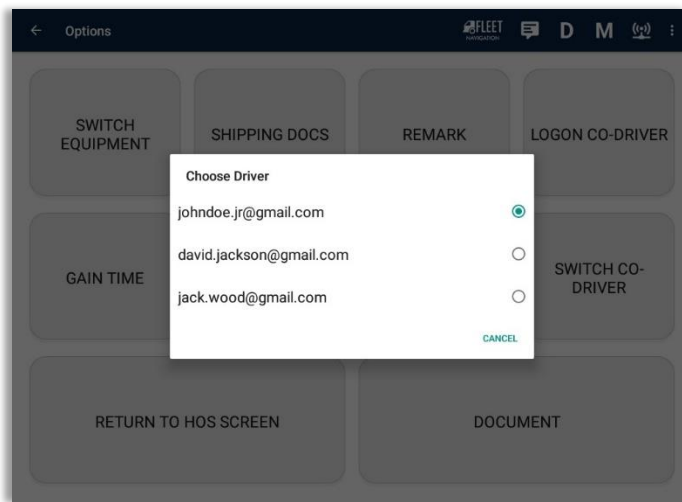 Options
FLEET
NAVIGATION
D
M
SWITCH
EQUIPMENT
SHIPPING DOCS
REMARK
LOGON CO-DRIVER
Choose Driver
johndoe.jr@gmail.com
david.jackson@gmail.com
jack.wood@gmail.com
CANCEL
GAIN TIME
SWITCH CO-
DRIVER
RETURN TO HOS SCREEN
DOCUMENT